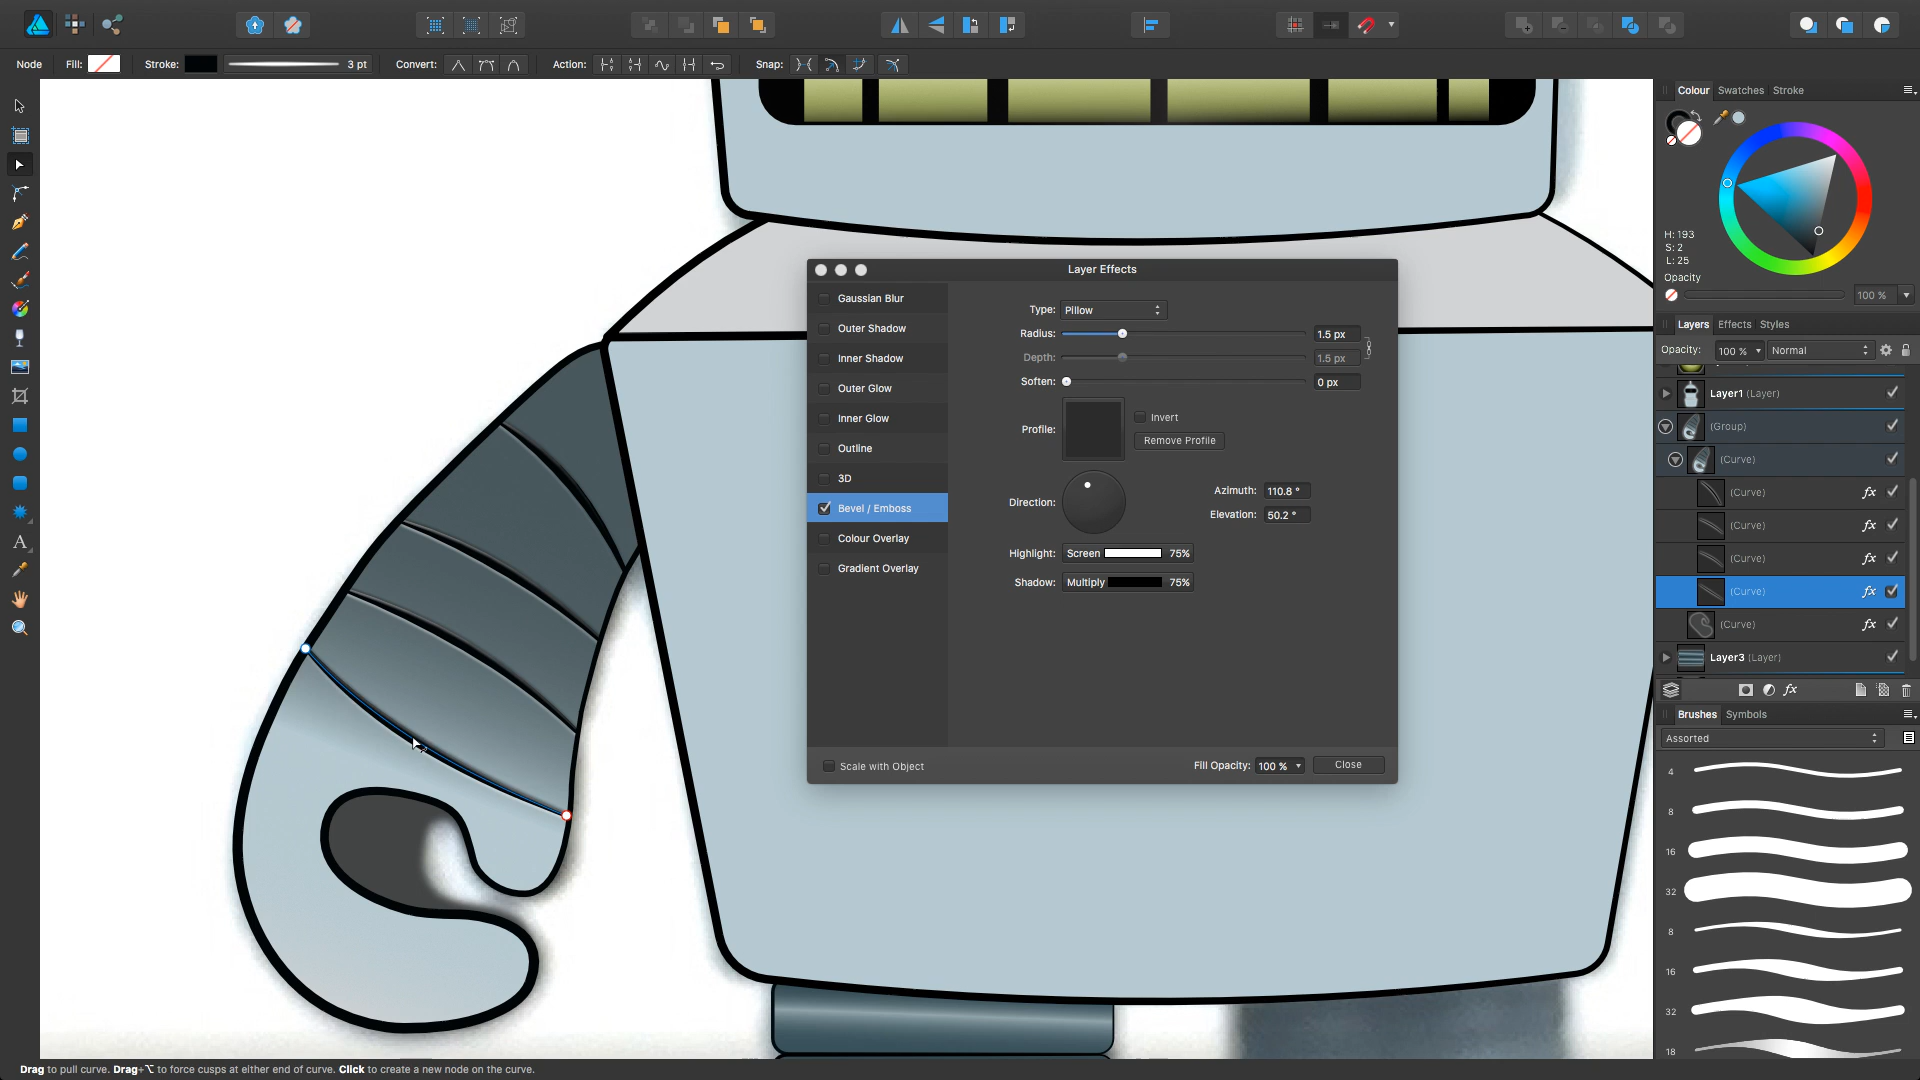 Node
Fill:
Stroke:
3 pt
Convert:
Action:
Snap:
Colour
Swatches
Stroke
H: 193
S: 2
L: 25
Opacity
100 %
Layers
Effects
Styles
Opacity:
100 %
Normal
Layer1 (Layer)
(Group)
(Curve)
(Curve)
(Curve)
(Curve)
(Curve)
(Curve)
Layer3 (Layer)
Brushes
Symbols
Assorted
4
8
16
32
8
16
32
18
Layer Effects
Gaussian Blur
Outer Shadow
Inner Shadow
Outer Glow
Inner Glow
Outline
3D
Bevel / Emboss
Colour Overlay
Gradient Overlay
Type: Pillow
Radius: 1.5 px
Depth: 1.5 px
Soften: 0 px
Profile:
Invert
Remove Profile
Direction:
Azimuth: 110.8 °
Elevation: 50.2 °
Highlight: Screen 75%
Shadow: Multiply 75%
Scale with Object
Fill Opacity: 100 %
Close
Drag to pull curve. Drag+⌥ to force cusps at either end of curve. Click to create a new node on the curve.